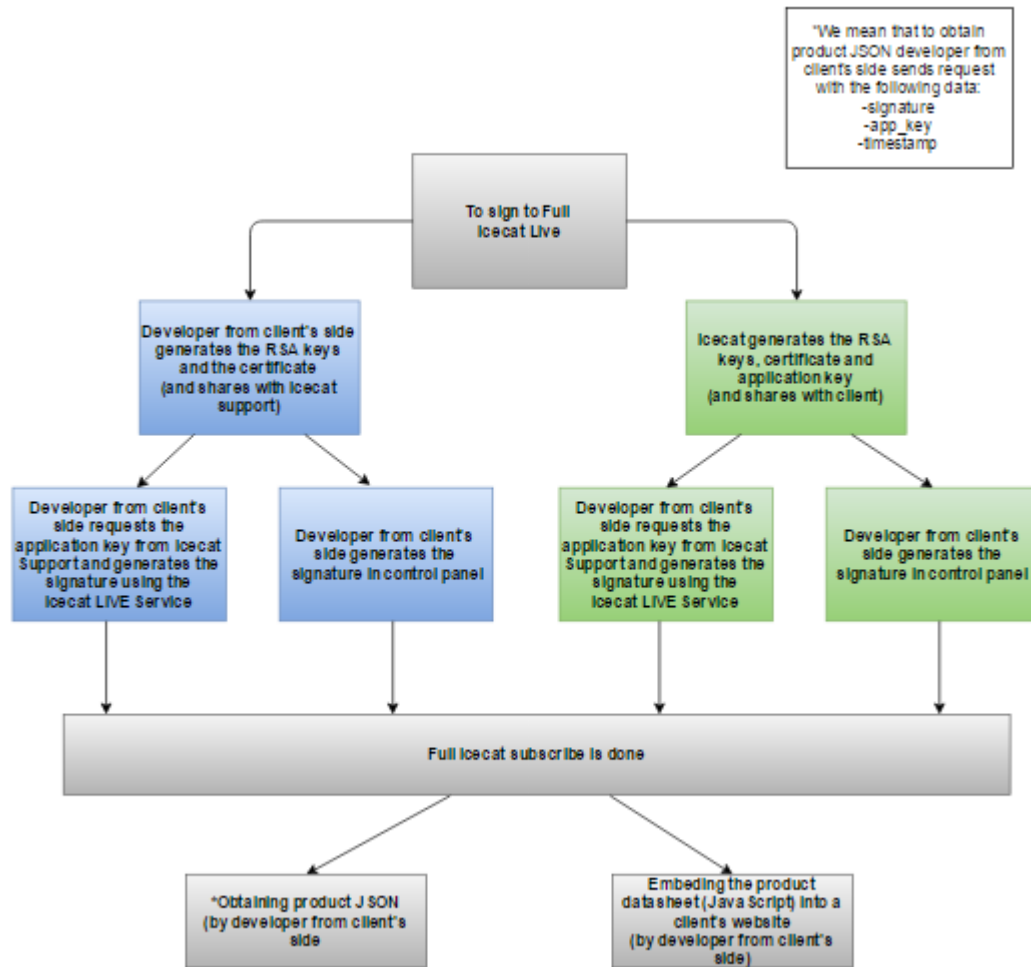 *We mean that to obtain
product JSON developer from
client's side sends request
with the following data:
-signature
-app_key
-timestamp
To sign to Full
Icecat Live
Developer from client's side
generates the RSA keys
and the certificate
(and shares with Icecat
support)
Icecat generates the RSA
keys, certificate and
application key
(and shares with client)
Developer from client's
side requests the
application key from Icecat
Support and generates the
signature using the
Icecat LIVE Service
Developer from client's
side generates the
signature in control panel
Developer from client's
side requests the
application key from Icecat
Support and generates the
signature using the
Icecat LIVE Service
Developer from client's
side generates the
signature in control panel
Full Icecat subscribe is done
*Obtaining product JSON
(by developer from client's
side
Embeding the product
datasheet (Java Script) into a
client's website
(by developer from client's
side)